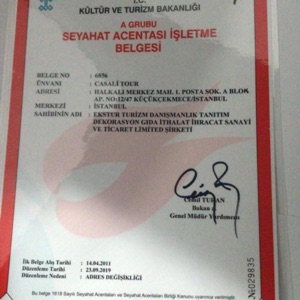 T.C.
KÜLTÜR VE TURİZM BAKANLIĞI
A GRUBU
SEYAHAT ACENTASI İŞLETME
BELGESİ
BELGE NO : 6856
ÜNVANI : CASALİ TOUR
ADRESİ : HALKALI MERKEZ MAH. 1. POSTA SOK. A BLOK
AP. NO:12/47 KÜÇÜKÇEKMECE/İSTANBUL
MERKEZİ : İSTANBUL
SAHİBİNİN ADI : EKSTER TURİZM DANIŞMANLIK TANITIM
DEKORASYON GIDA İTHALAT İHRACAT SANAYİ
VE TİCARET LİMİTED ŞİRKETİ
TURAN
Bakan a.
Genel Müdür Yardımcısı
İlk Belge Alış Tarihi : 14.04.2011
Düzenleme Tarihi : 23.09.2019
Düzenleme Nedeni : ADRES DEĞİŞİKLİĞİ
Bu belge 1618 Sayılı Seyahat Acentaları ve Seyahat Acentaları Birliği Kanunu uyarınca verilmiştir.
029835